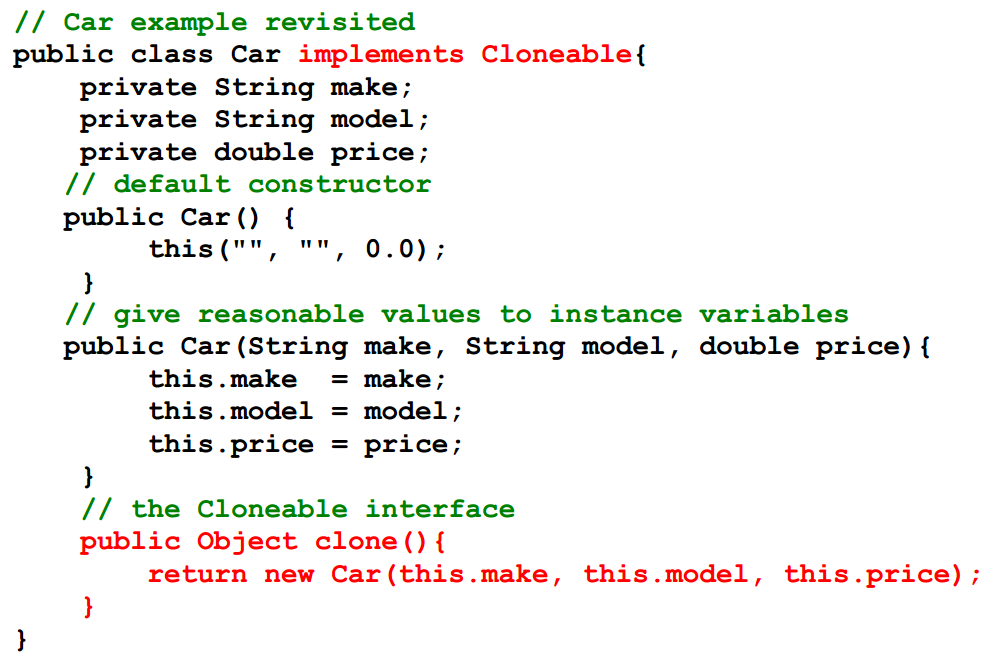 // Car example revisited
public class Car implements Cloneable{
    private String make;
    private String model;
    private double price;
   // default constructor
   public Car() {
        this("", "", 0.0);
    }
   // give reasonable values to instance variables
   public Car(String make, String model, double price){
        this.make  = make;
        this.model = model;
        this.price = price;
    }
    // the Cloneable interface
    public Object clone(){
        return new Car(this.make, this.model, this.price);
    }
}